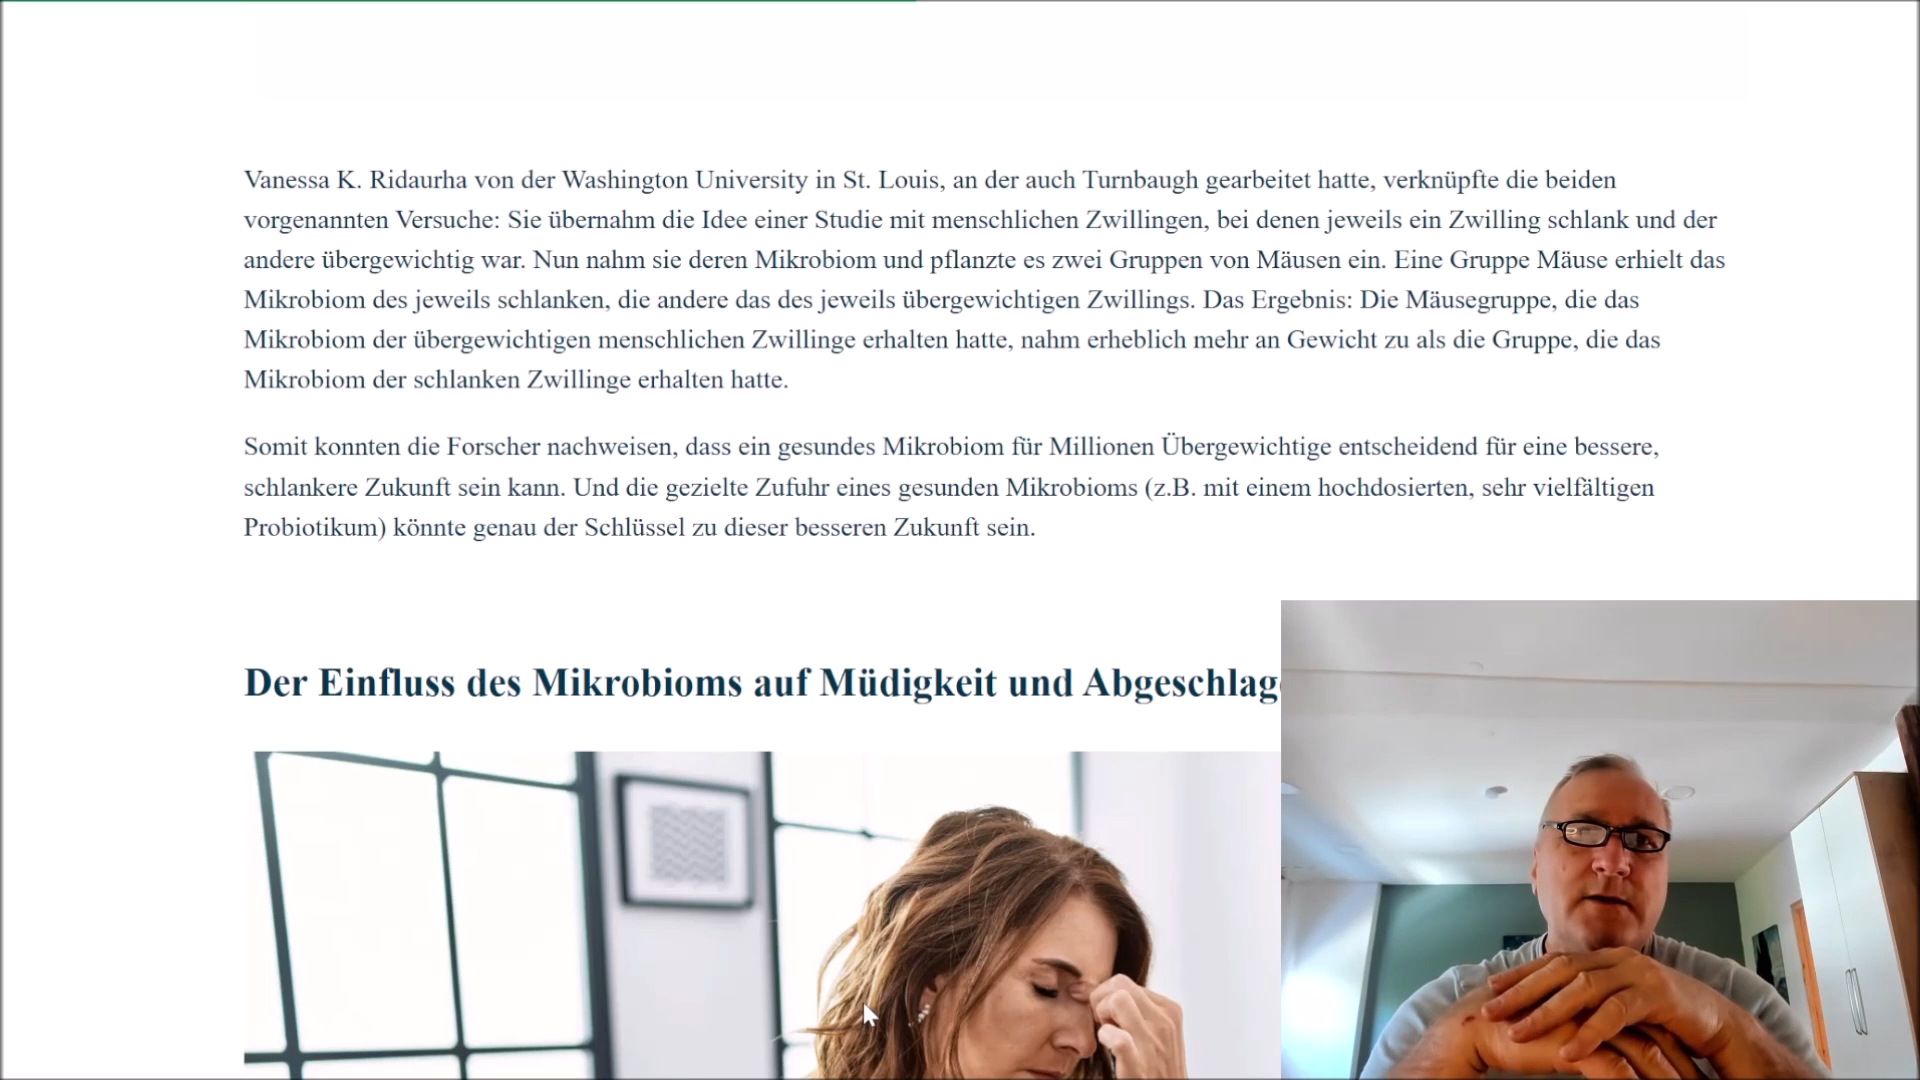 Vanessa K. Ridaurha von der Washington University in St. Louis, an der auch Turnbaugh gearbeitet hatte, verknüpfte die beiden
vorgenannten Versuche: Sie übernahm die Idee einer Studie mit menschlichen Zwillingen, bei denen jeweils ein Zwilling schlank und der
andere übergewichtig war. Nun nahm sie deren Mikrobiom und pflanzte es zwei Gruppen von Mäusen ein. Eine Gruppe Mäuse erhielt das
Mikrobiom des jeweils schlanken, die andere das des jeweils übergewichtigen Zwillings. Das Ergebnis: Die Mäusegruppe, die das
Mikrobiom der übergewichtigen menschlichen Zwillinge erhalten hatte, nahm erheblich mehr an Gewicht zu als die Gruppe, die das
Mikrobiom der schlanken Zwillinge erhalten hatte.
Somit konnten die Forscher nachweisen, dass ein gesundes Mikrobiom für Millionen Übergewichtige entscheidend für eine bessere,
schlankere Zukunft sein kann. Und die gezielte Zufuhr eines gesunden Mikrobioms (z.B. mit einem hochdosierten, sehr vielfältigen
Probiotikum) könnte genau der Schlüssel zu dieser besseren Zukunft sein.
Der Einfluss des Mikrobioms auf Müdigkeit und Abgeschlag